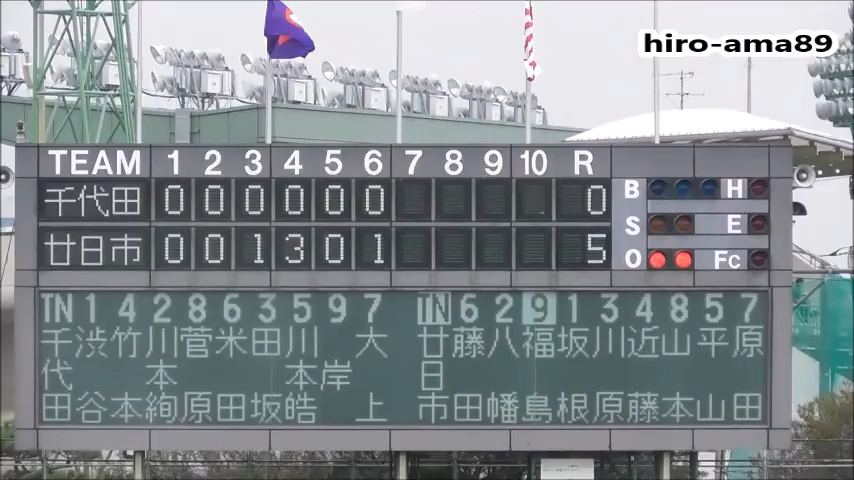 hiro-ama89
TEAM 1 2 3 4 5 6 7 8 9 10 R
千代田 0 0 0 0 0 0 0
廿日市 0 0 1 3 0 1 5
B H
S E
O Fc
TN 1 4 2 8 6 3 5 9 7 TN 6 2 9 1 3 4 8 5 7
千代田 渋谷 竹本 川本絢 菅原 米田 田坂 川本皓 岸 大上 廿日市 藤田 八幡 福島 坂根 川原 近藤 山本 平山 原田